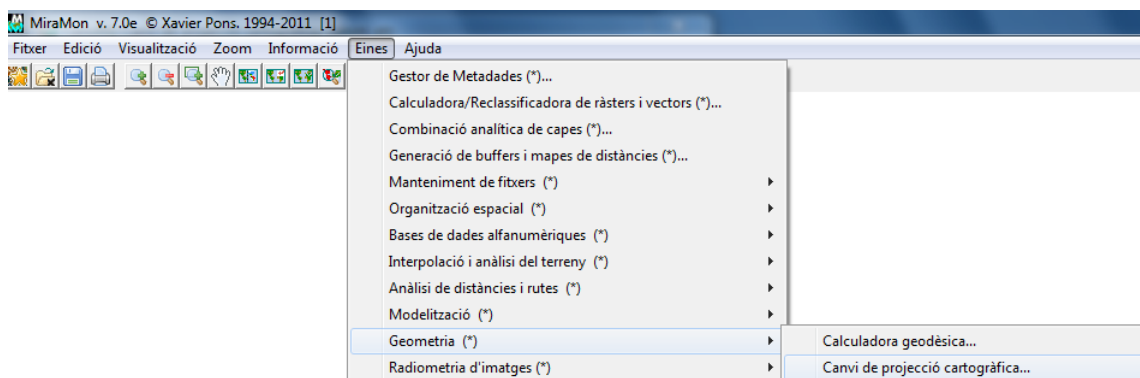 MiraMon v. 7.0e © Xavier Pons. 1994-2011 [1]
Fitxer Edició Visualització Zoom Informació Eines Ajuda
Gestor de Metadades (*)...
Calculadora/Reclassificadora de ràsters i vectors (*)...
Combinació analítica de capes (*)...
Generació de buffers i mapes de distàncies (*)...
Manteniment de fitxers (*)
Organització espacial (*)
Bases de dades alfanumèriques (*)
Interpolació i anàlisi del terreny (*)
Anàlisi de distàncies i rutes (*)
Modelització (*)
Geometria (*)
Calculadora geodèsica...
Radiometria d'imatges (*)
Canvi de projecció cartogràfica...